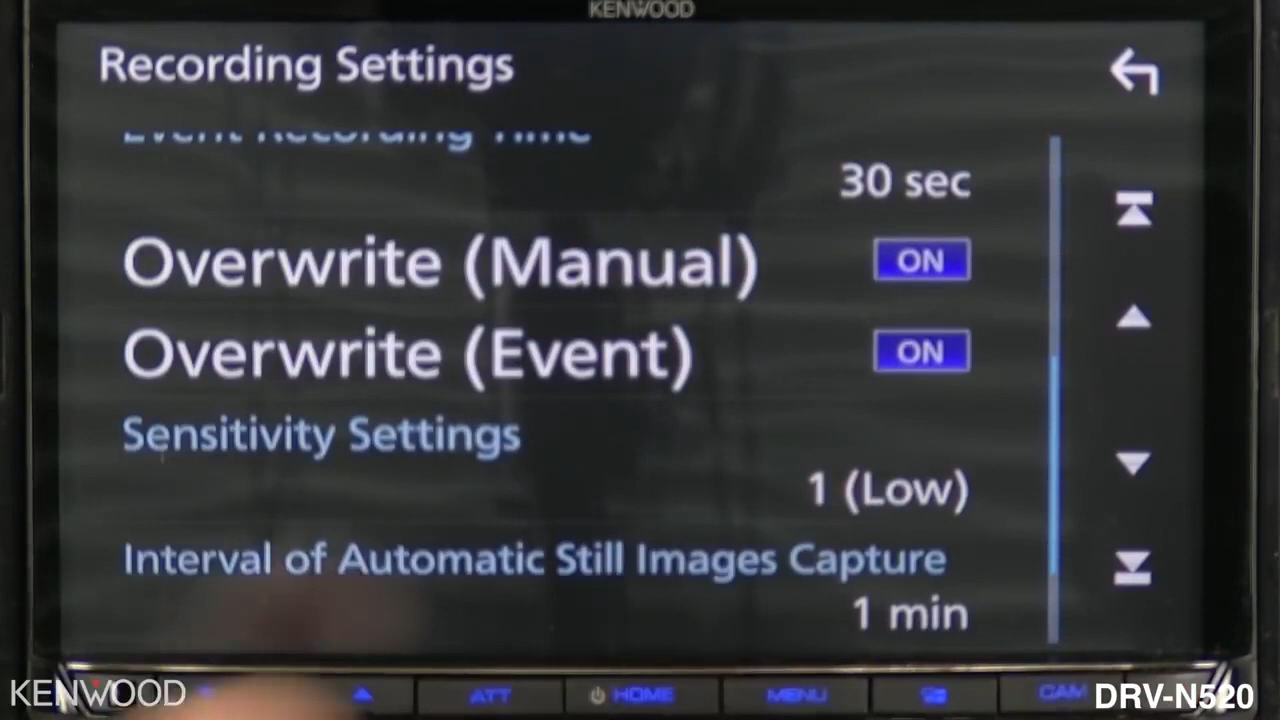 KENWOOD
Recording Settings
Event Recording Time
30 sec
Overwrite (Manual) ON
Overwrite (Event) ON
Sensitivity Settings
1 (Low)
Interval of Automatic Still Images Capture
1 min
ATT HOME MENU CAM
KENWOOD
DRV-N520